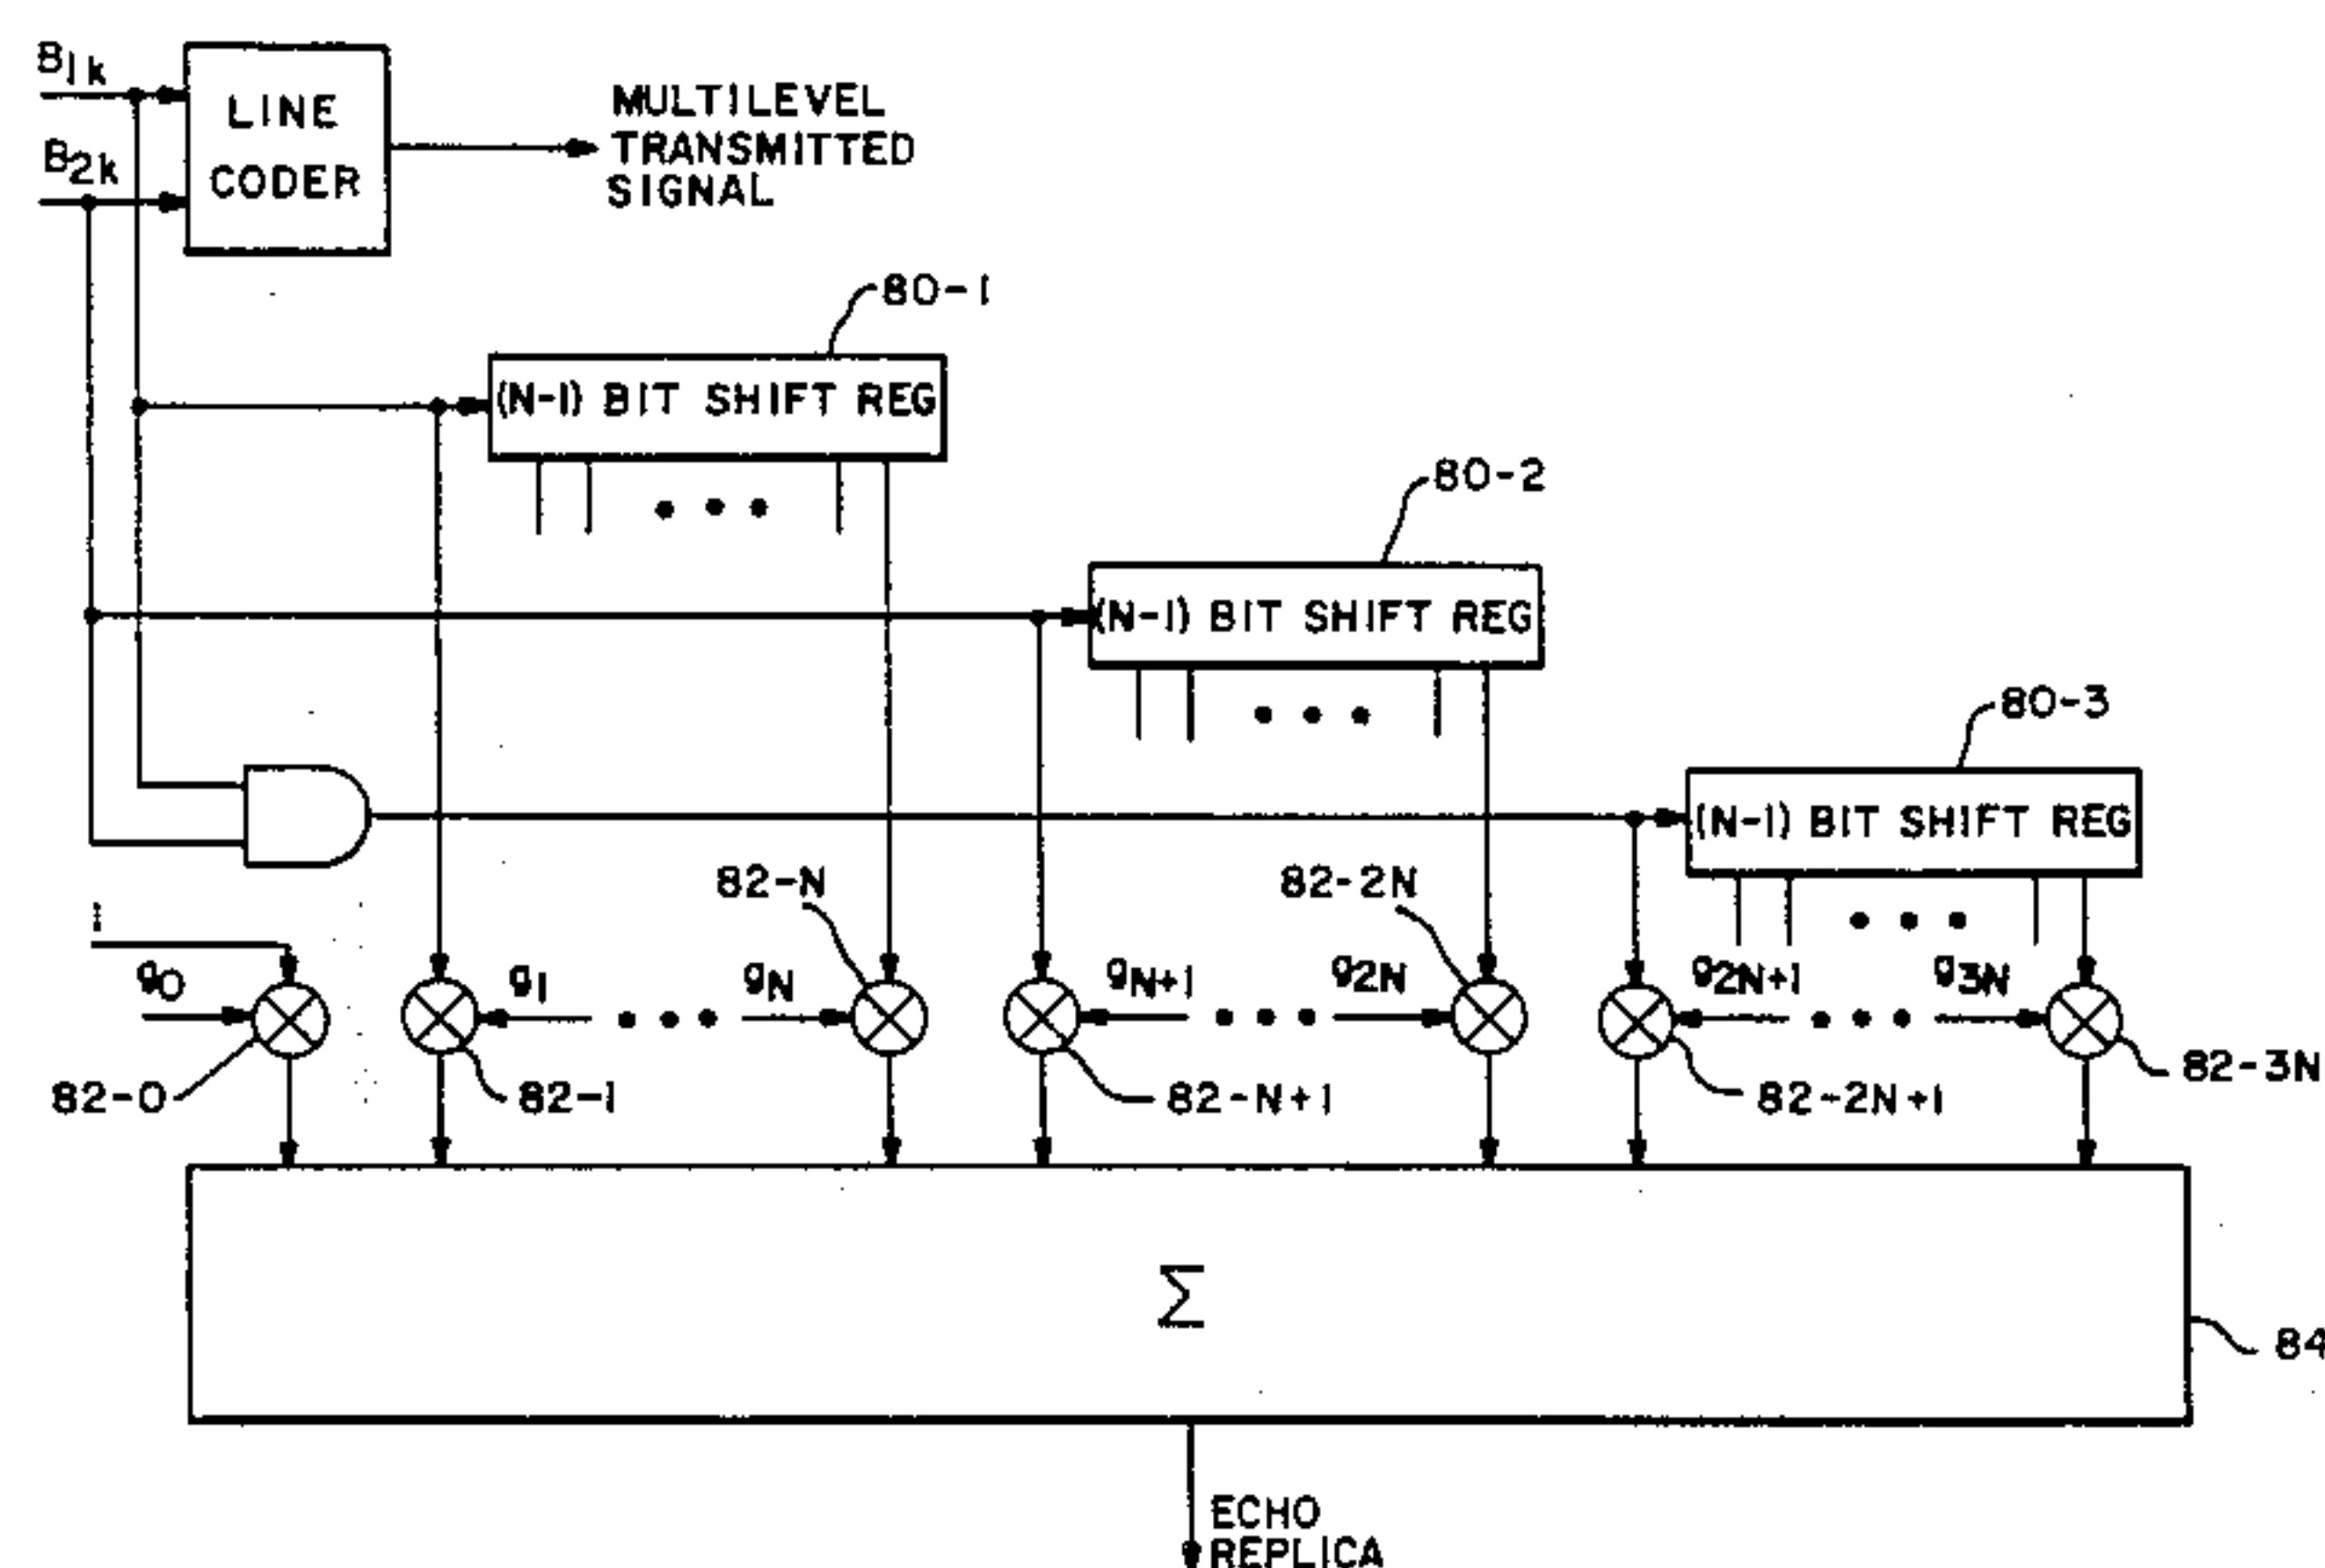 B1k
B2k
LINE
CODER
MULTILEVEL
TRANSMITTED
SIGNAL
80-1
(N-1) BIT SHIFT REG
80-2
(N-1) BIT SHIFT REG
80-3
(N-1) BIT SHIFT REG
82-N
82-2N
1
g0
g1
gN
gN+1
g2N
g2N+1
g3N
82-0
82-1
82-N+1
82-2N+1
82-3N
Σ
84
ECHO
REPLICA